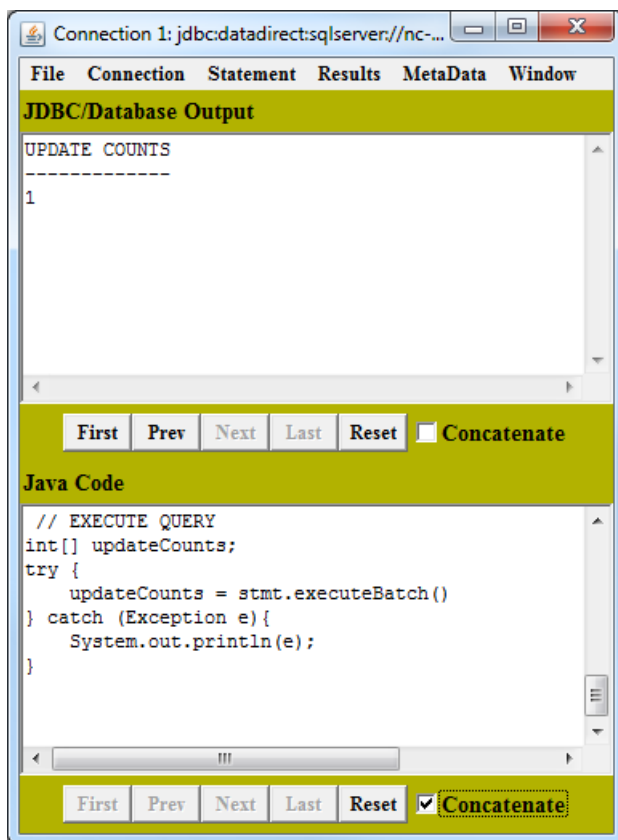 Connection 1: jdbc:datadirect:sqlserver://nc-...
File Connection Statement Results MetaData Window
JDBC/Database Output
UPDATE COUNTS
-------------
1
First Prev Next Last Reset Concatenate
Java Code
// EXECUTE QUERY
int[] updateCounts;
try {
    updateCounts = stmt.executeBatch()
} catch (Exception e){
    System.out.println(e);
}
First Prev Next Last Reset Concatenate